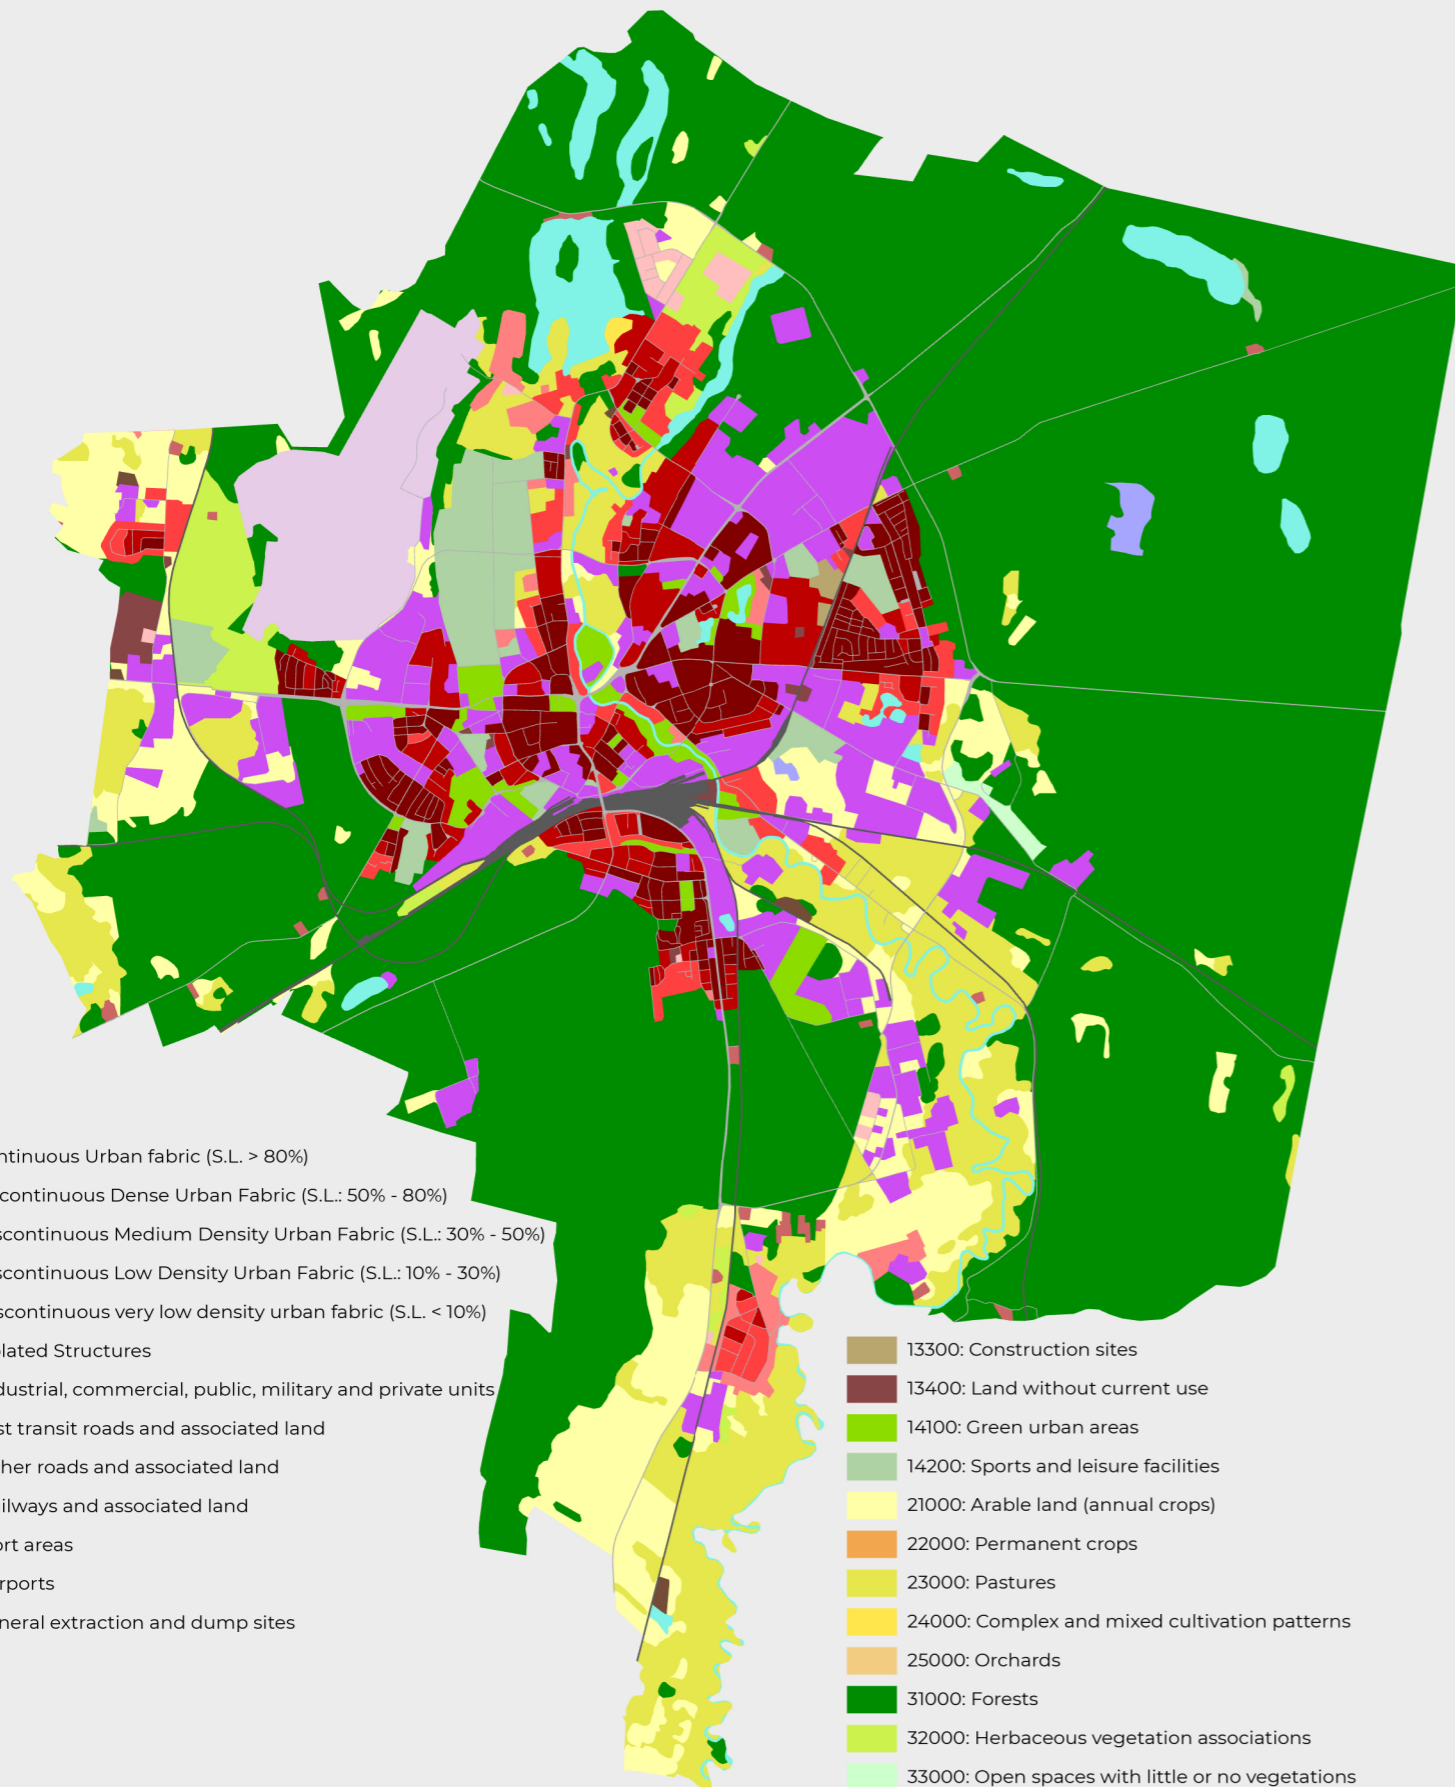 ntinuous Urban fabric (S.L. > 80%)
continuous Dense Urban Fabric (S.L.: 50% - 80%)
scontinuous Medium Density Urban Fabric (S.L.: 30% - 50%)
scontinuous Low Density Urban Fabric (S.L.: 10% - 30%)
scontinuous very low density urban fabric (S.L. < 10%)
lated Structures
dustrial, commercial, public, military and private units
st transit roads and associated land
her roads and associated land
ilways and associated land
ort areas
rports
neral extraction and dump sites
13300: Construction sites
13400: Land without current use
14100: Green urban areas
14200: Sports and leisure facilities
21000: Arable land (annual crops)
22000: Permanent crops
23000: Pastures
24000: Complex and mixed cultivation patterns
25000: Orchards
31000: Forests
32000: Herbaceous vegetation associations
33000: Open spaces with little or no vegetations